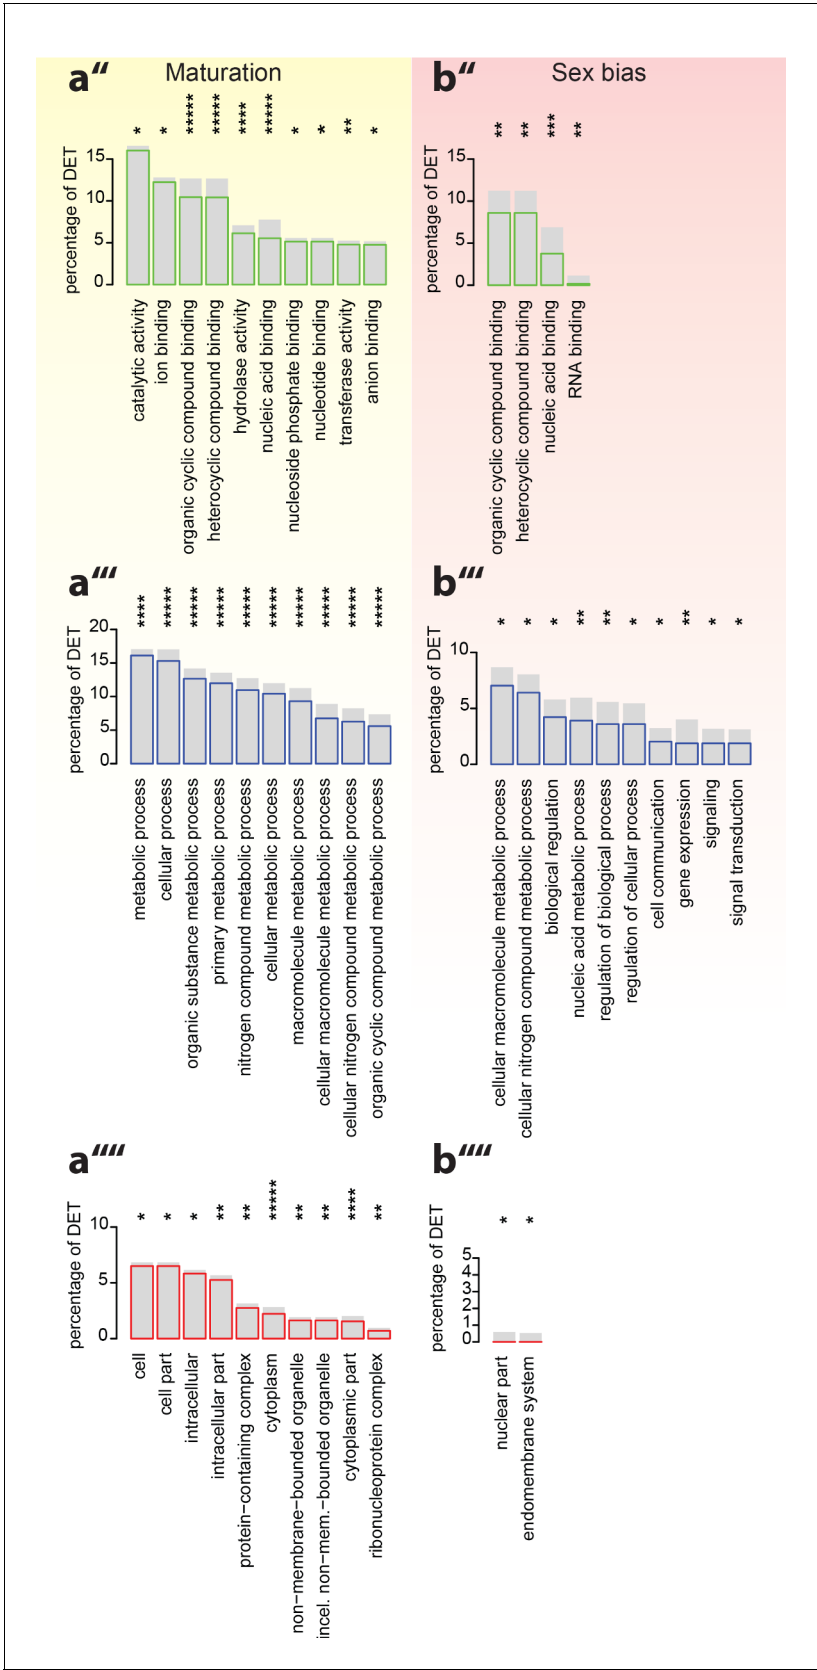 a‘‘ Maturation
* * ***** ***** **** ***** * * ** *
percentage of DET
15
10
5
0
catalytic activity
ion binding
organic cyclic compound binding
heterocyclic compound binding
hydrolase activity
nucleic acid binding
nucleoside phosphate binding
nucleotide binding
transferase activity
anion binding
b‘‘ Sex bias
** ** *** **
percentage of DET
15
10
5
0
organic cyclic compound binding
heterocyclic compound binding
nucleic acid binding
RNA binding
a‘‘‘
**** ***** ***** ***** ***** ***** ***** ***** ***** *****
percentage of DET
20
15
10
5
0
metabolic process
cellular process
organic substance metabolic process
primary metabolic process
nitrogen compound metabolic process
cellular metabolic process
macromolecule metabolic process
cellular macromolecule metabolic process
cellular nitrogen compound metabolic process
organic cyclic compound metabolic process
b‘‘‘
* * * ** ** * * ** * *
percentage of DET
10
5
0
cellular macromolecule metabolic process
cellular nitrogen compound metabolic process
biological regulation
nucleic acid metabolic process
regulation of biological process
regulation of cellular process
cell communication
gene expression
signaling
signal transduction
a‘‘‘‘
* * * ** ** ***** ** ** **** **
percentage of DET
10
5
0
cell
cell part
intracellular
intracellular part
protein−containing complex
cytoplasm
non−membrane−bounded organelle
incel. non−mem.−bounded organelle
cytoplasmic part
ribonucleoprotein complex
b‘‘‘‘
* *
percentage of DET
5
4
3
2
1
0
nuclear part
endomembrane system